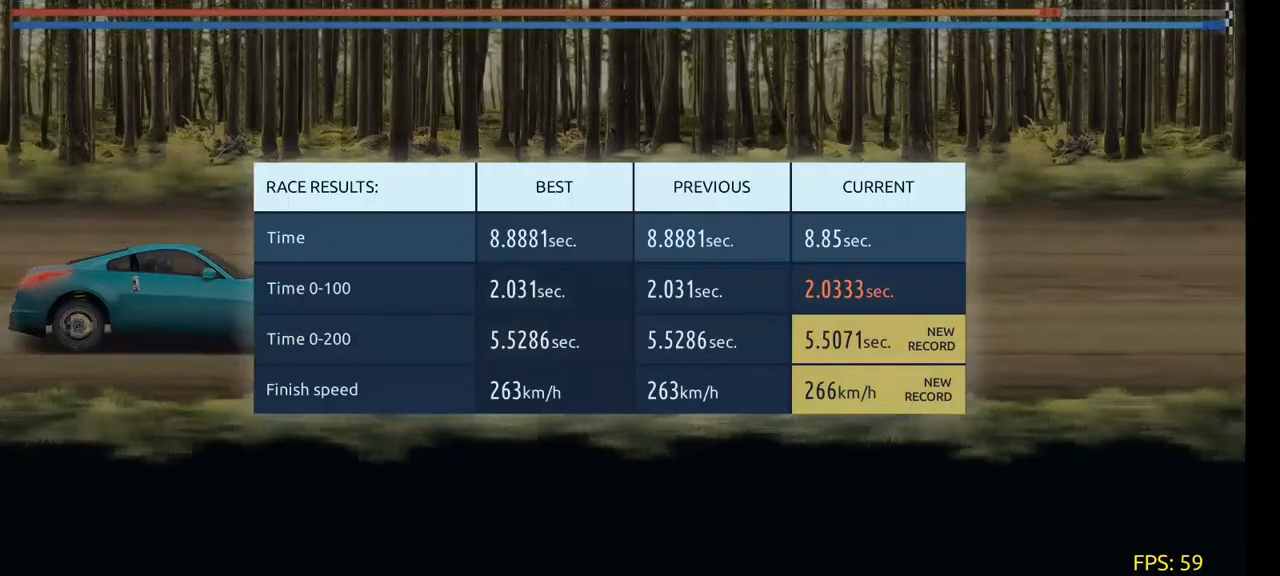 RACE RESULTS: BEST PREVIOUS CURRENT
Time 8.8881sec. 8.8881sec. 8.85sec.
Time 0-100 2.031sec. 2.031sec. 2.0333sec.
Time 0-200 5.5286sec. 5.5286sec. 5.5071sec. NEW RECORD
Finish speed 263km/h 263km/h 266km/h NEW RECORD
FPS: 59